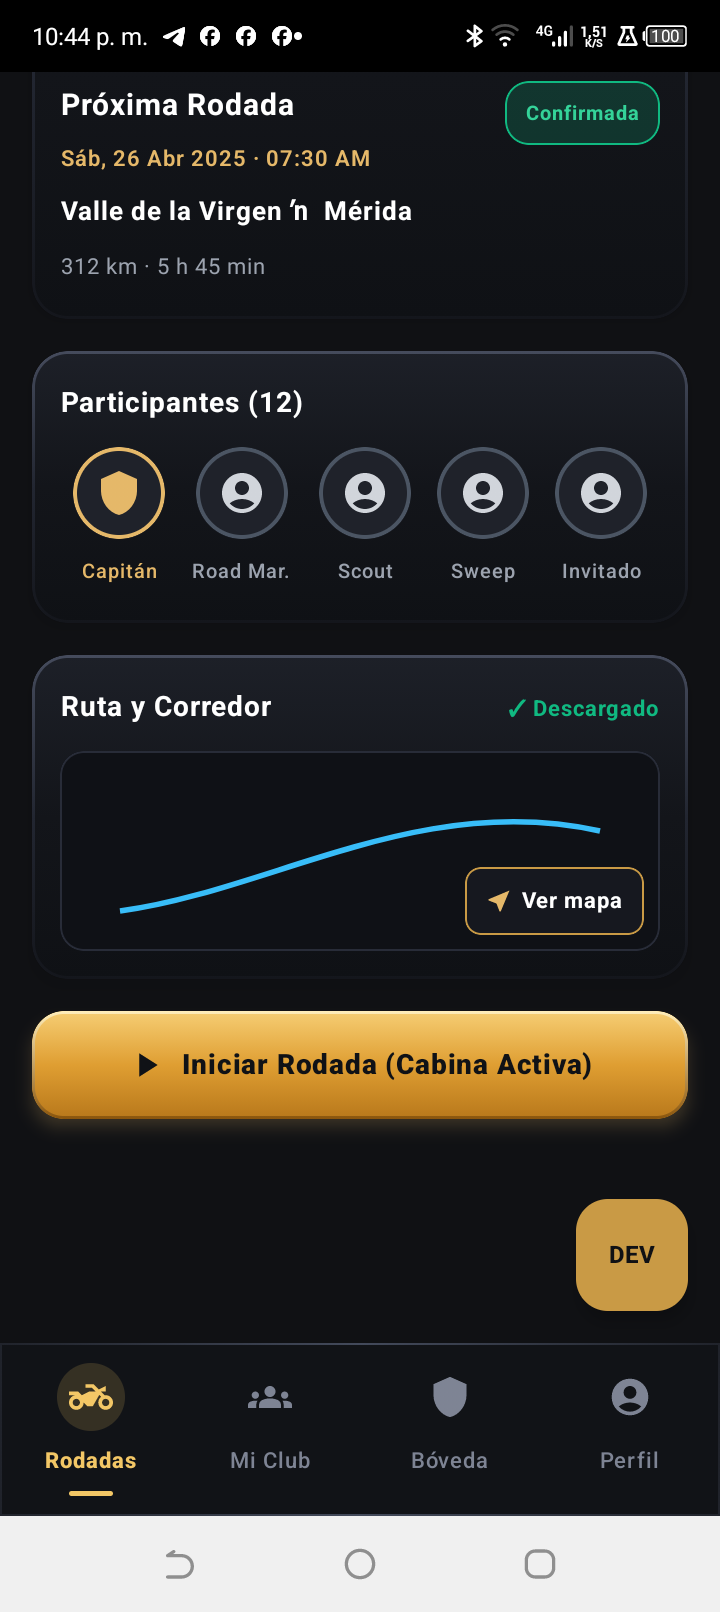 10:44 p. m. 4G 1,51 K/S 100
Próxima Rodada
Confirmada
Sáb, 26 Abr 2025 · 07:30 AM
Valle de la Virgen ŉ  Mérida
312 km · 5 h 45 min
Participantes (12)
Capitán Road Mar. Scout Sweep Invitado
Ruta y Corredor ✓ Descargado
Ver mapa
Iniciar Rodada (Cabina Activa)
DEV
Rodadas Mi Club Bóveda Perfil